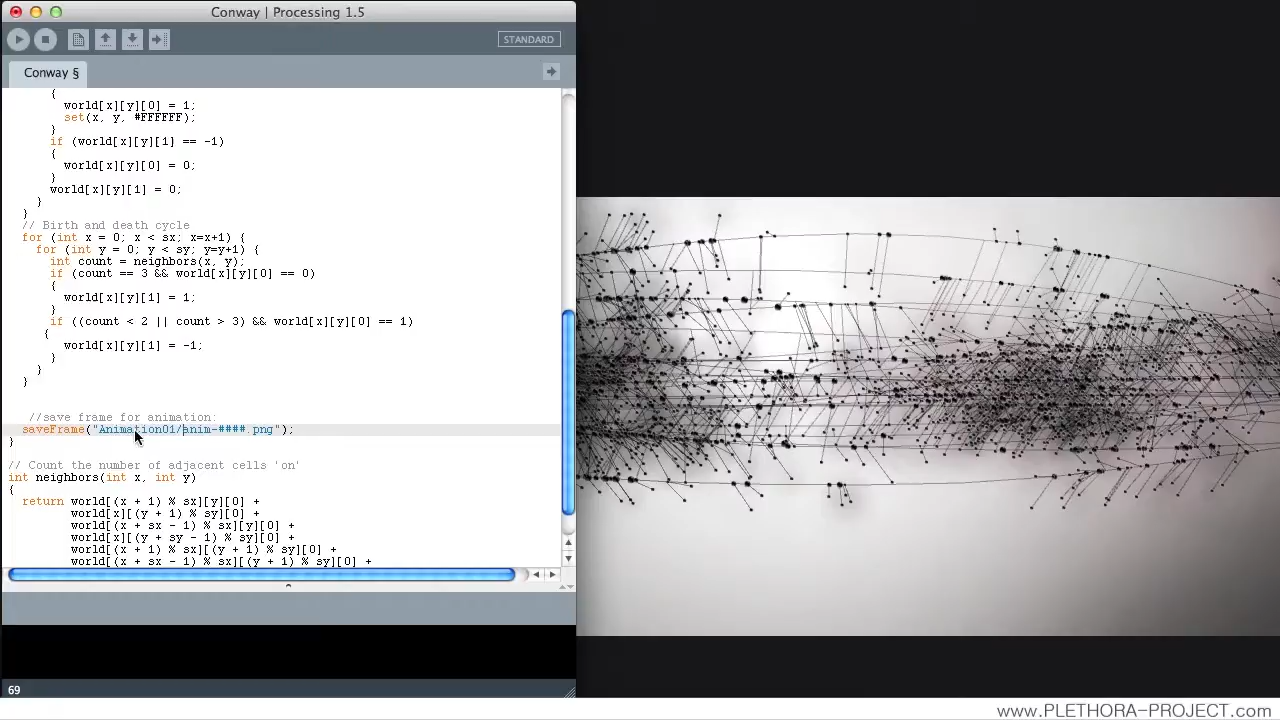 Conway | Processing 1.5
STANDARD
Conway §
{
world[x][y][0] = 1;
set(x, y, #FFFFFF);
}
if (world[x][y][1] == -1)
{
world[x][y][0] = 0;
}
world[x][y][1] = 0;
}
}
// Birth and death cycle
for (int x = 0; x < sx; x=x+1) {
for (int y = 0; y < sy; y=y+1) {
int count = neighbors(x, y);
if (count == 3 && world[x][y][0] == 0)
{
world[x][y][1] = 1;
}
if ((count < 2 || count > 3) && world[x][y][0] == 1)
{
world[x][y][1] = -1;
}
}
}
//save frame for animation:
saveFrame("Animation01/anim-####.png");
}
// Count the number of adjacent cells 'on'
int neighbors(int x, int y)
{
return world[(x + 1) % sx][y][0] +
world[x][(y + 1) % sy][0] +
world[(x + sx - 1) % sx][y][0] +
world[x][(y + sy - 1) % sy][0] +
world[(x + 1) % sx][(y + 1) % sy][0] +
world[(x + sx - 1) % sx][(y + 1) % sy][0] +
69
www.PLETHORA-PROJECT.com